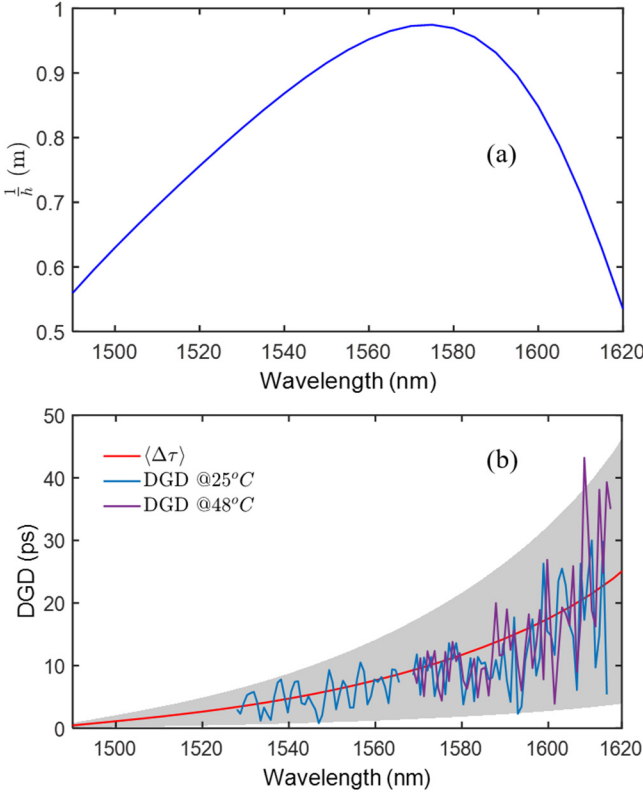 1
0.9
0.8
(a)
1/h (m)
0.7
0.6
0.5
1500 1520 1540 1560 1580 1600 1620
Wavelength (nm)
50
⟨Δτ⟩ (b)
DGD @25°C
40
DGD @48°C
30
DGD (ps)
20
10
0
1500 1520 1540 1560 1580 1600 1620
Wavelength (nm)